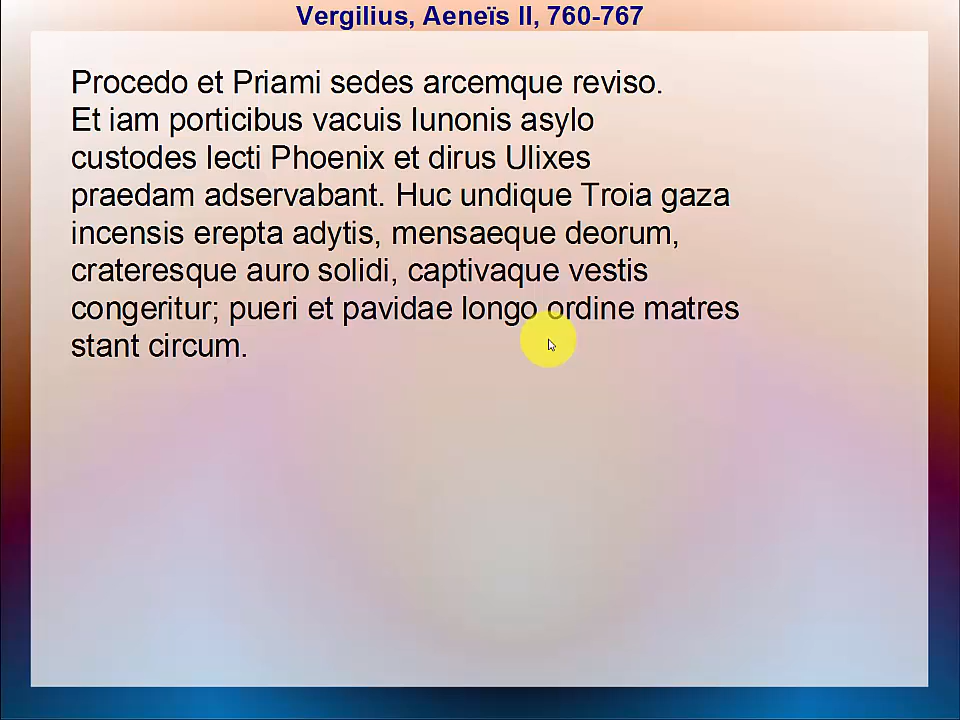 Vergilius, Aeneïs II, 760-767
Procedo et Priami sedes arcemque reviso.
Et iam porticibus vacuis Iunonis asylo
custodes lecti Phoenix et dirus Ulixes
praedam adservabant. Huc undique Troia gaza
incensis erepta adytis, mensaeque deorum,
crateresque auro solidi, captivaque vestis
congeritur; pueri et pavidae longo ordine matres
stant circum.